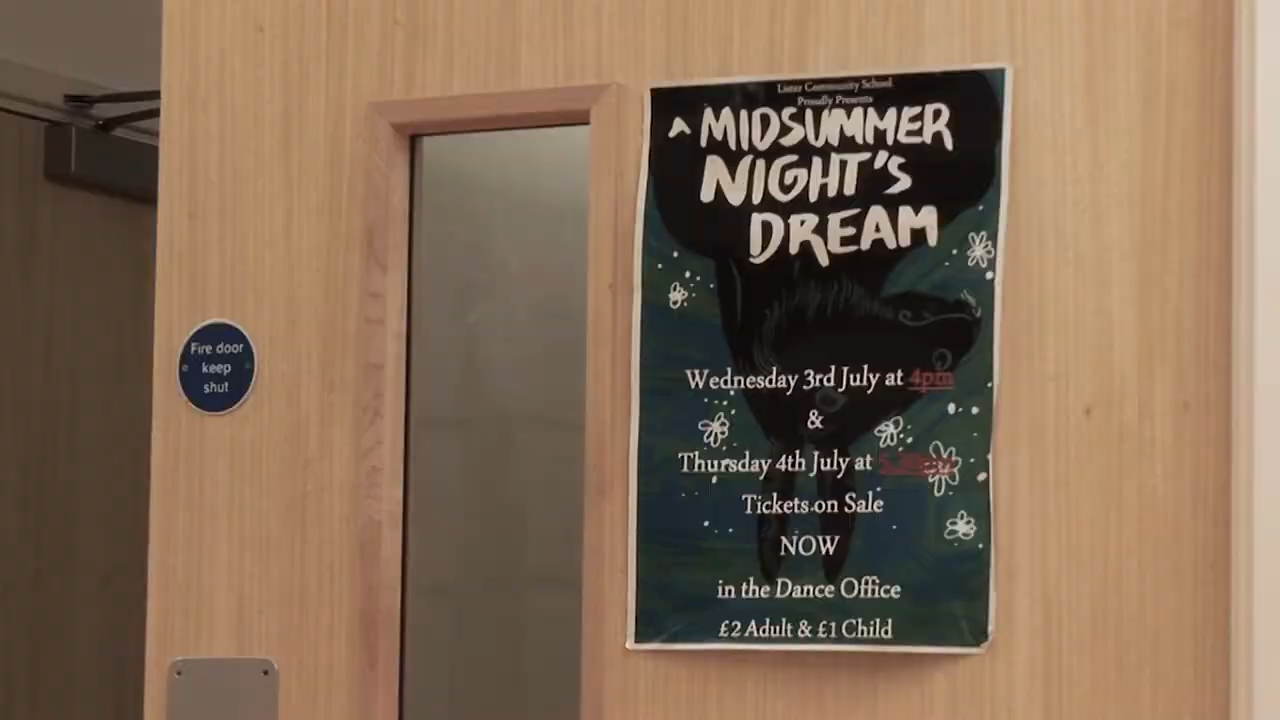 Fire door
keep
shut
Lister Community School
Proudly Presents
A MIDSUMMER
NIGHT'S
DREAM
Wednesday 3rd July at 4pm
&
Thursday 4th July at
Tickets on Sale
NOW
in the Dance Office
£2 Adult & £1 Child